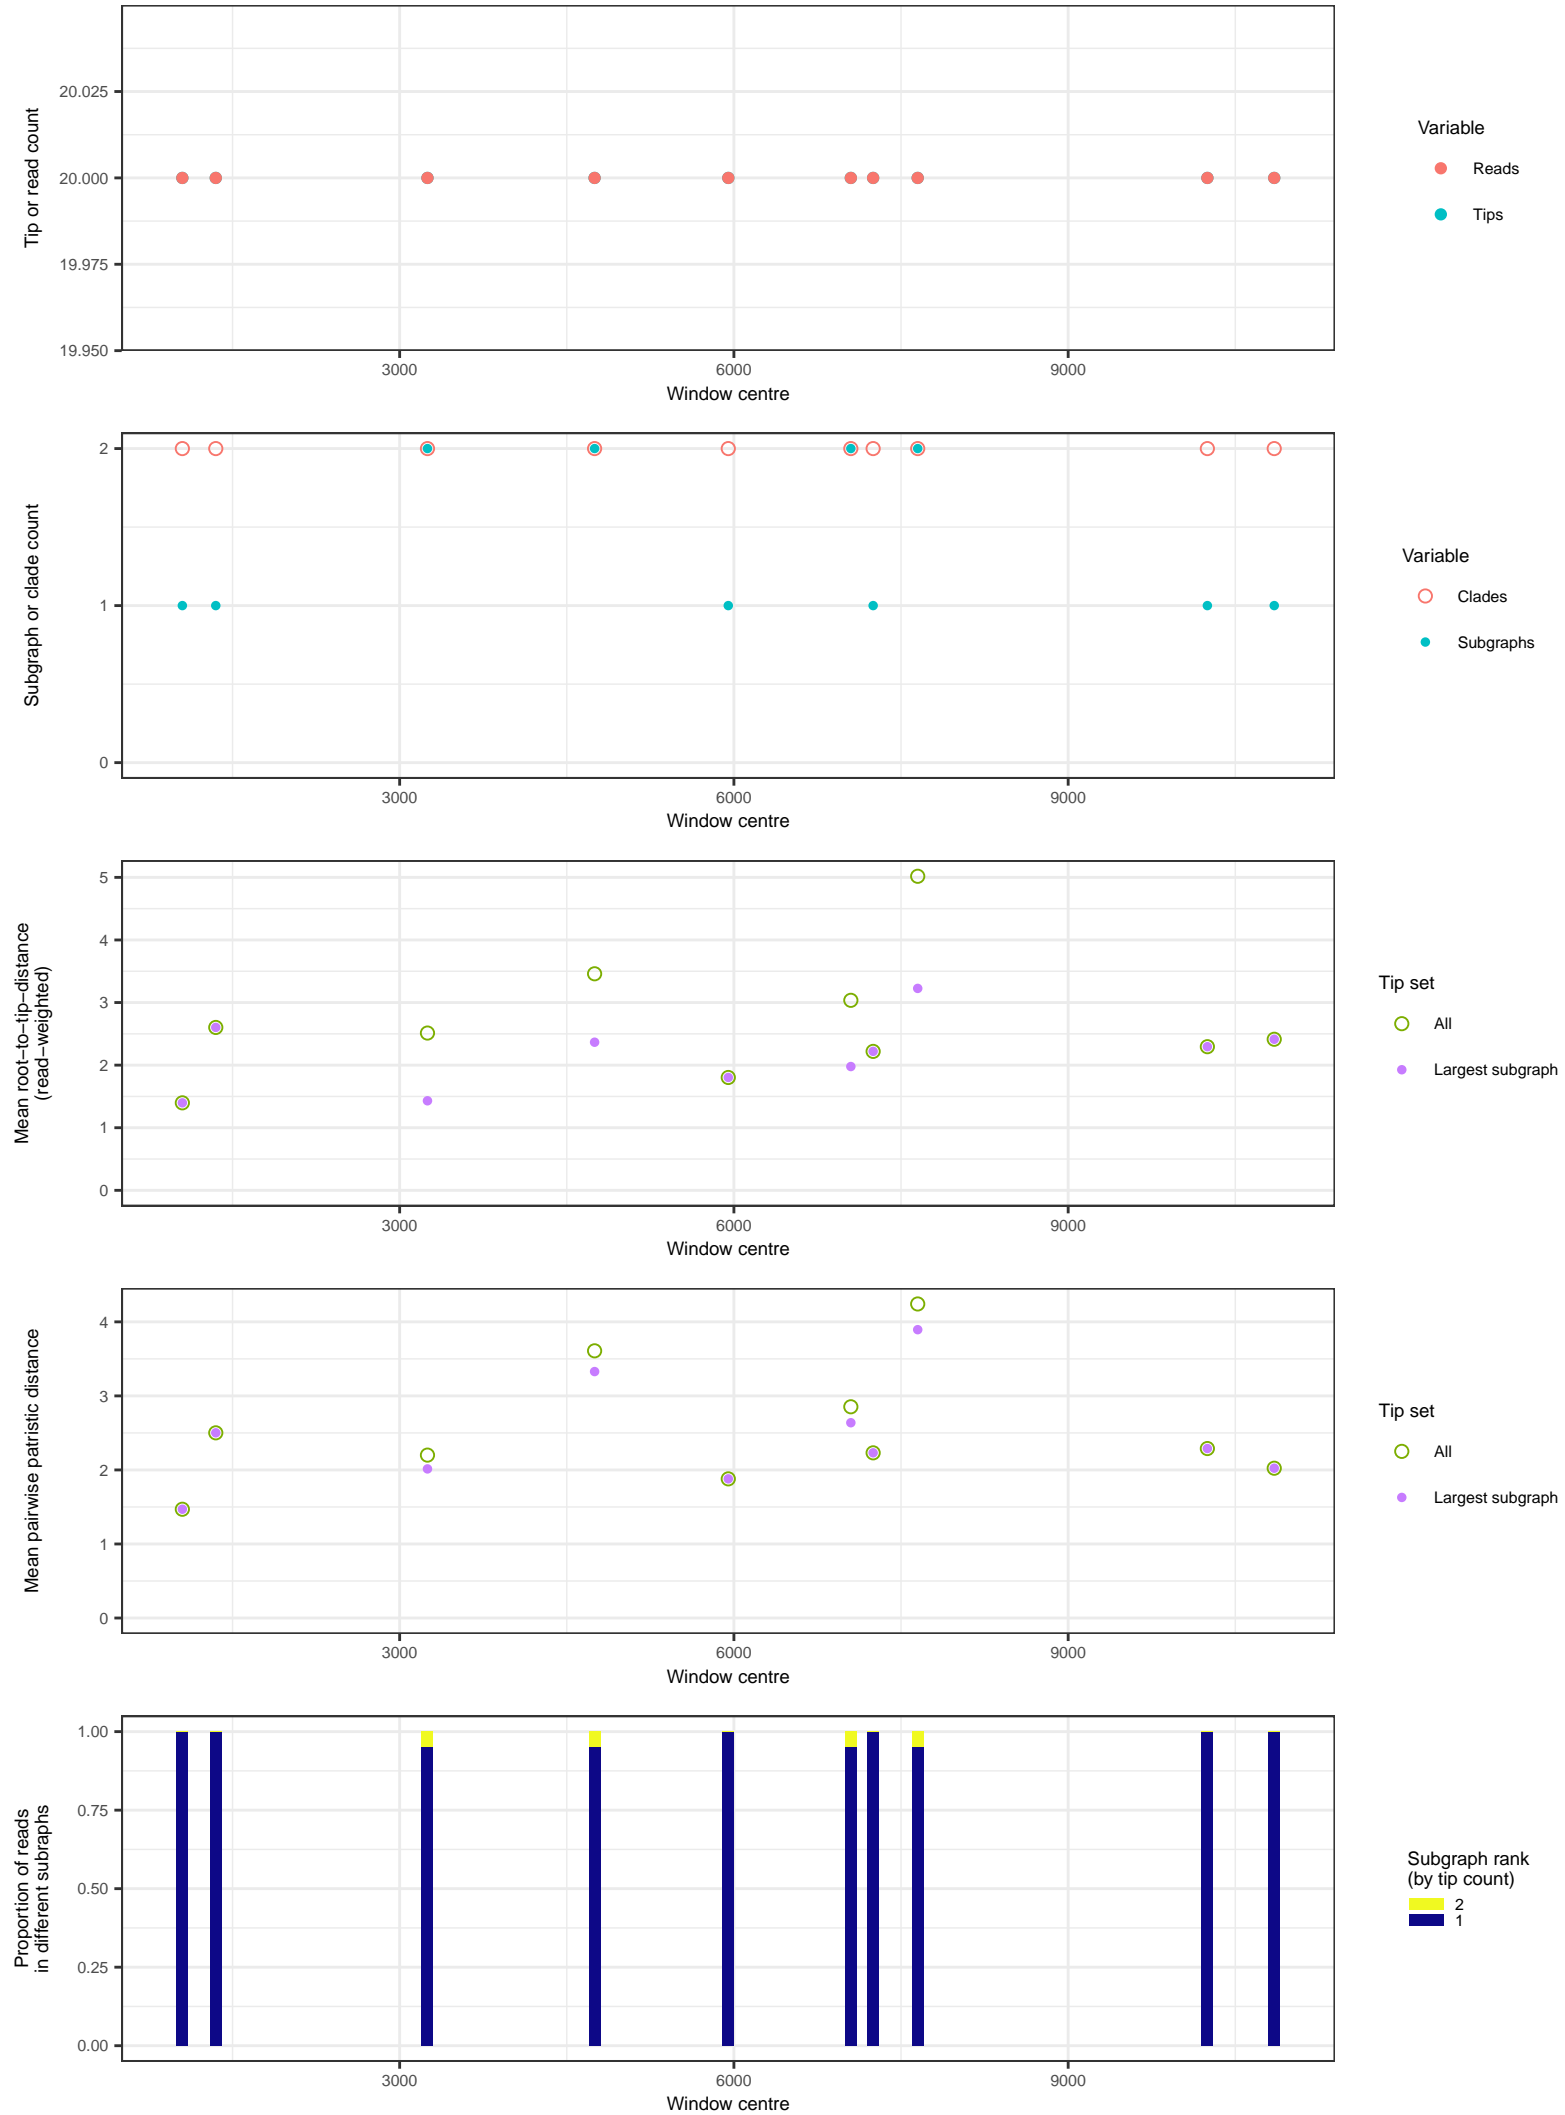 20.025
20.000
19.975
19.950
Tip or read count
3000 6000 9000
Window centre
Variable
Reads
Tips
2
1
0
Subgraph or clade count
3000 6000 9000
Window centre
Variable
Clades
Subgraphs
5
4
3
2
1
0
Mean root−to−tip−distance
(read−weighted)
3000 6000 9000
Window centre
Tip set
All
Largest subgraph
4
3
2
1
0
Mean pairwise patristic distance
3000 6000 9000
Window centre
Tip set
All
Largest subgraph
1.00
0.75
0.50
0.25
0.00
Proportion of reads
in different subraphs
3000 6000 9000
Window centre
Subgraph rank
(by tip count)
2
1